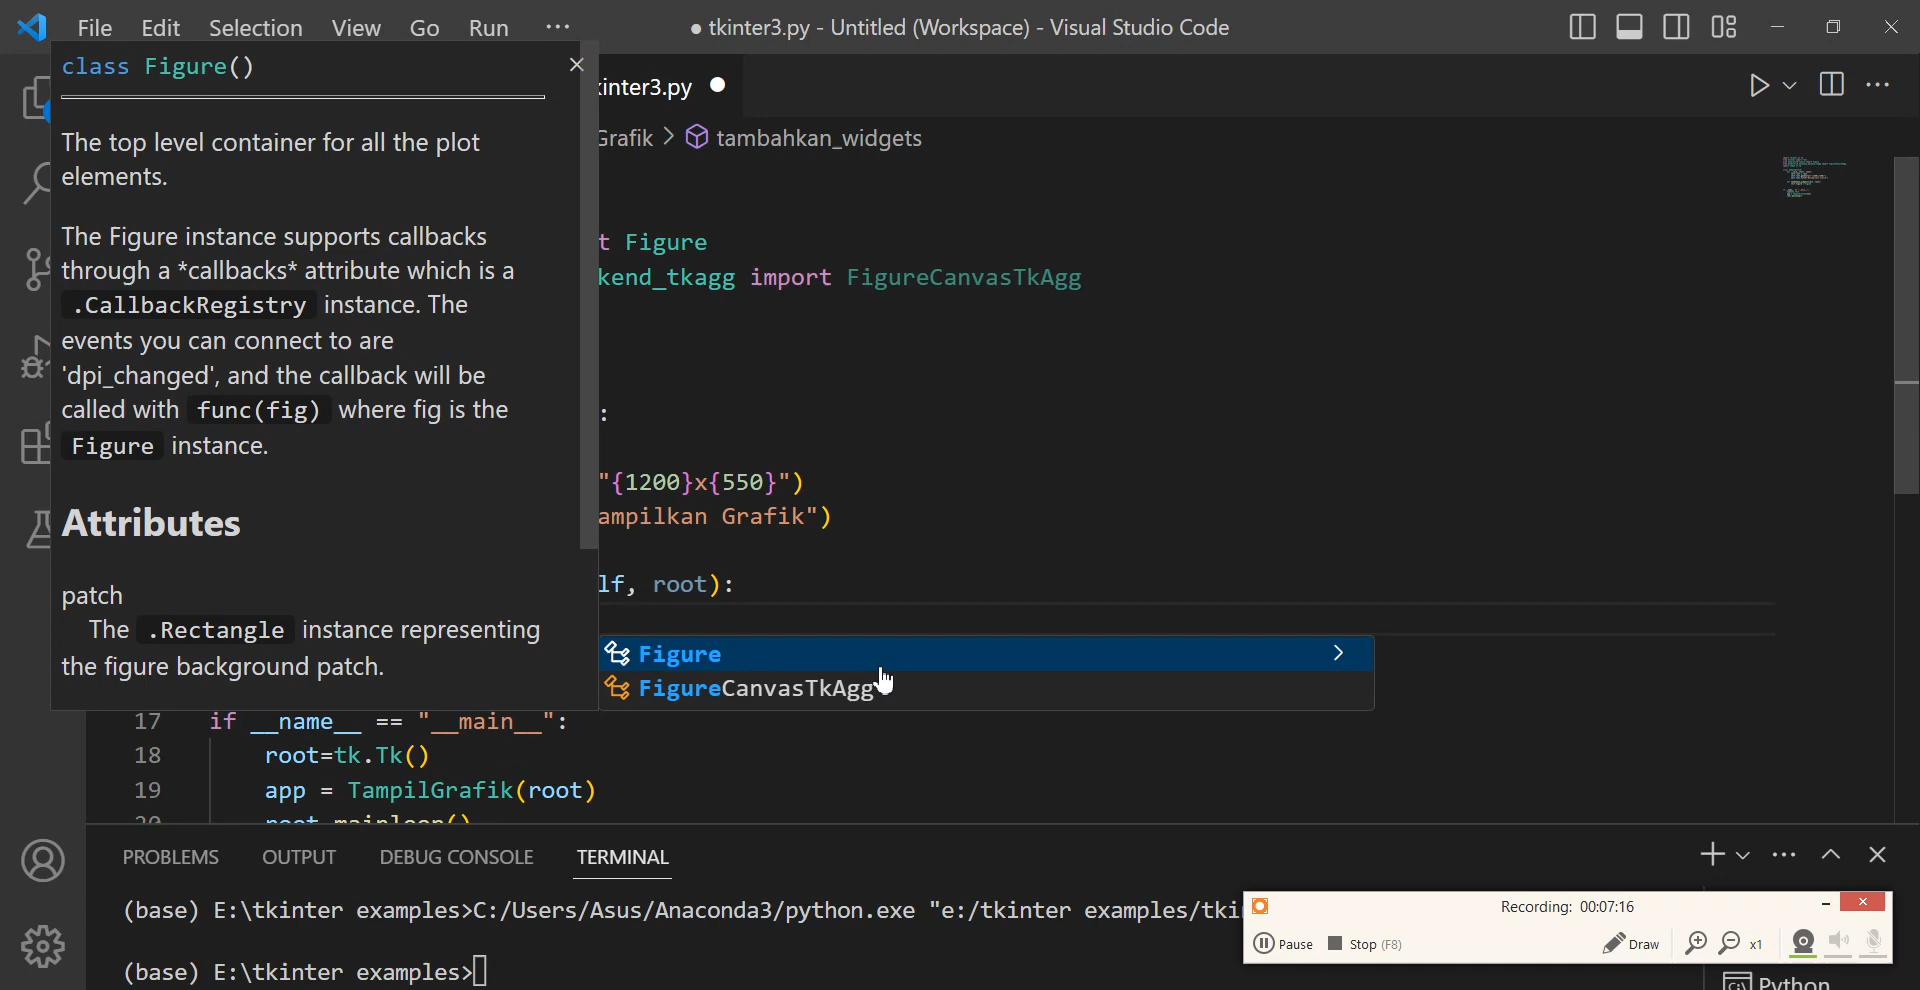 File Edit Selection View Go Run ···
● tkinter3.py - Untitled (Workspace) - Visual Studio Code
class Figure()
The top level container for all the plot
elements.
The Figure instance supports callbacks
through a *callbacks* attribute which is a
.CallbackRegistry instance. The
events you can connect to are
'dpi_changed', and the callback will be
called with func(fig) where fig is the
Figure instance.
Attributes
patch
The .Rectangle instance representing
the figure background patch.
kinter3.py
Grafik > tambahkan_widgets
t Figure
kend_tkagg import FigureCanvasTkAgg
:
"{1200}x{550}")
ampilkan Grafik")
lf, root):
Figure
FigureCanvasTkAgg
17 if __name__ == "__main__":
18 root=tk.Tk()
19 app = TampilGrafik(root)
20 root.mainloop()
PROBLEMS OUTPUT DEBUG CONSOLE TERMINAL
(base) E:\tkinter examples>C:/Users/Asus/Anaconda3/python.exe "e:/tkinter examples/tki
(base) E:\tkinter examples>
Recording: 00:07:16
Pause Stop (F8) Draw x1
Python